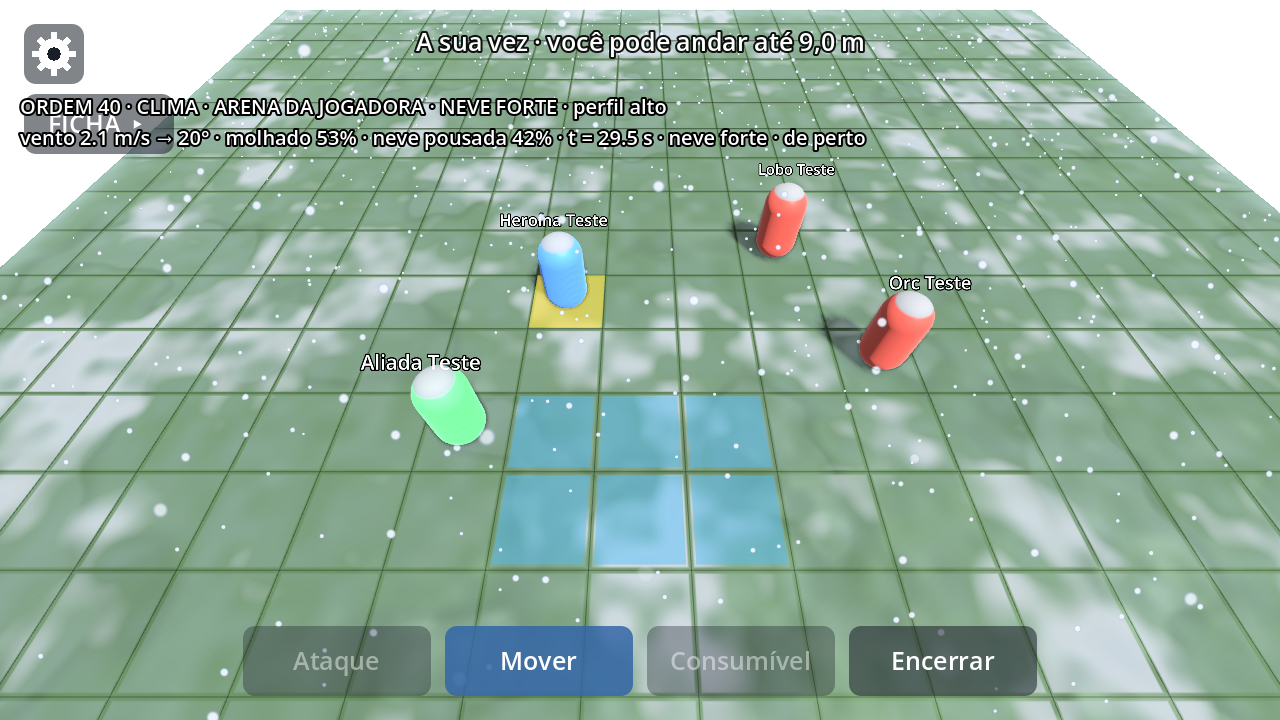 A sua vez · você pode andar até 9,0 m
ORDEM 40 · CLIMA · ARENA DA JOGADORA · NEVE FORTE · perfil alto
FICHA ▸
vento 2.1 m/s → 20° · molhado 53% · neve pousada 42% · t = 29.5 s · neve forte · de perto
Lobo Teste
Heroína Teste
Orc Teste
Aliada Teste
Ataque
Mover
Consumível
Encerrar